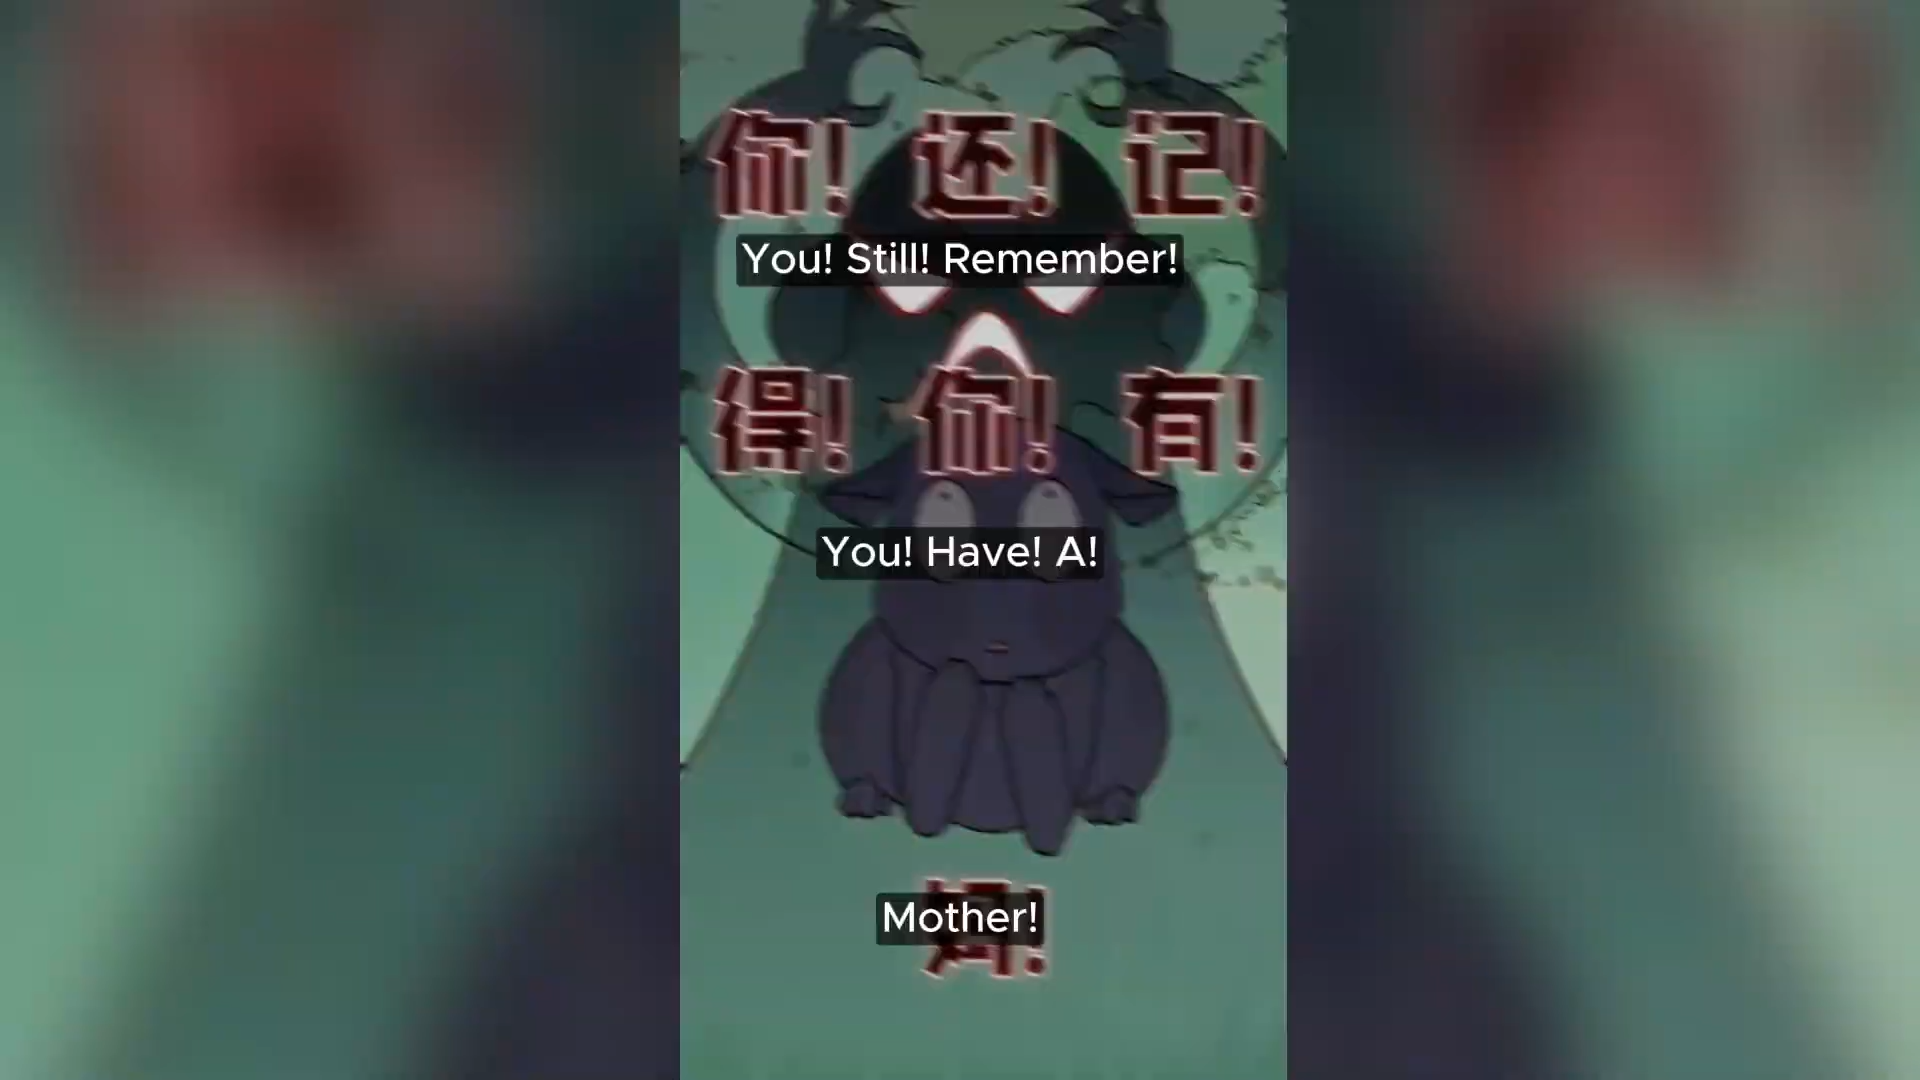 你！还！记！
You! Still! Remember!
得！你！有！
You! Have! A!
Mother!